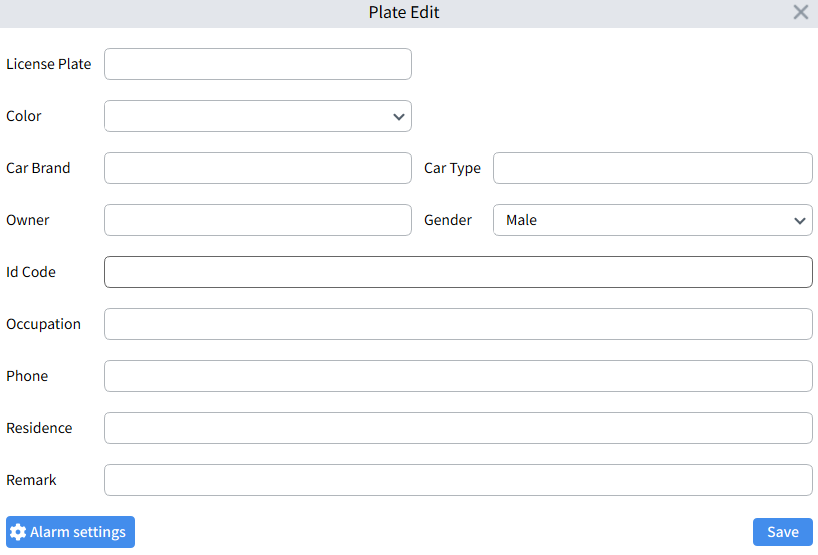 Plate Edit
License Plate
Color
Car Brand
Car Type
Owner
Gender
Male
Id Code
Occupation
Phone
Residence
Remark
Alarm settings
Save